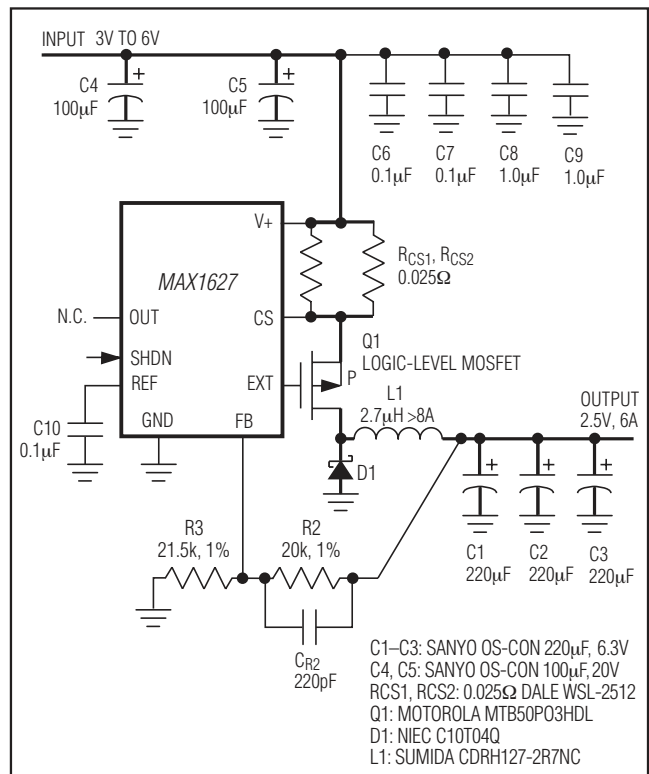 INPUT 3V TO 6V
C4
100µF
+
C5
100µF
+
C6
0.1µF
C7
0.1µF
C8
1.0µF
C9
1.0µF
MAX1627
V+
RCS1, RCS2
0.025Ω
N.C.
OUT
CS
SHDN
REF
EXT
GND
FB
Q1
LOGIC-LEVEL MOSFET
P
L1
2.7µH >8A
OUTPUT
2.5V, 6A
C10
0.1µF
D1
+
+
+
C1
220µF
C2
220µF
C3
220µF
R3
21.5k, 1%
R2
20k, 1%
CR2
220pF
C1–C3: SANYO OS-CON 220µF, 6.3V
C4, C5: SANYO OS-CON 100µF, 20V
RCS1, RCS2: 0.025Ω DALE WSL-2512
Q1: MOTOROLA MTB50PO3HDL
D1: NIEC C10T04Q
L1: SUMIDA CDRH127-2R7NC